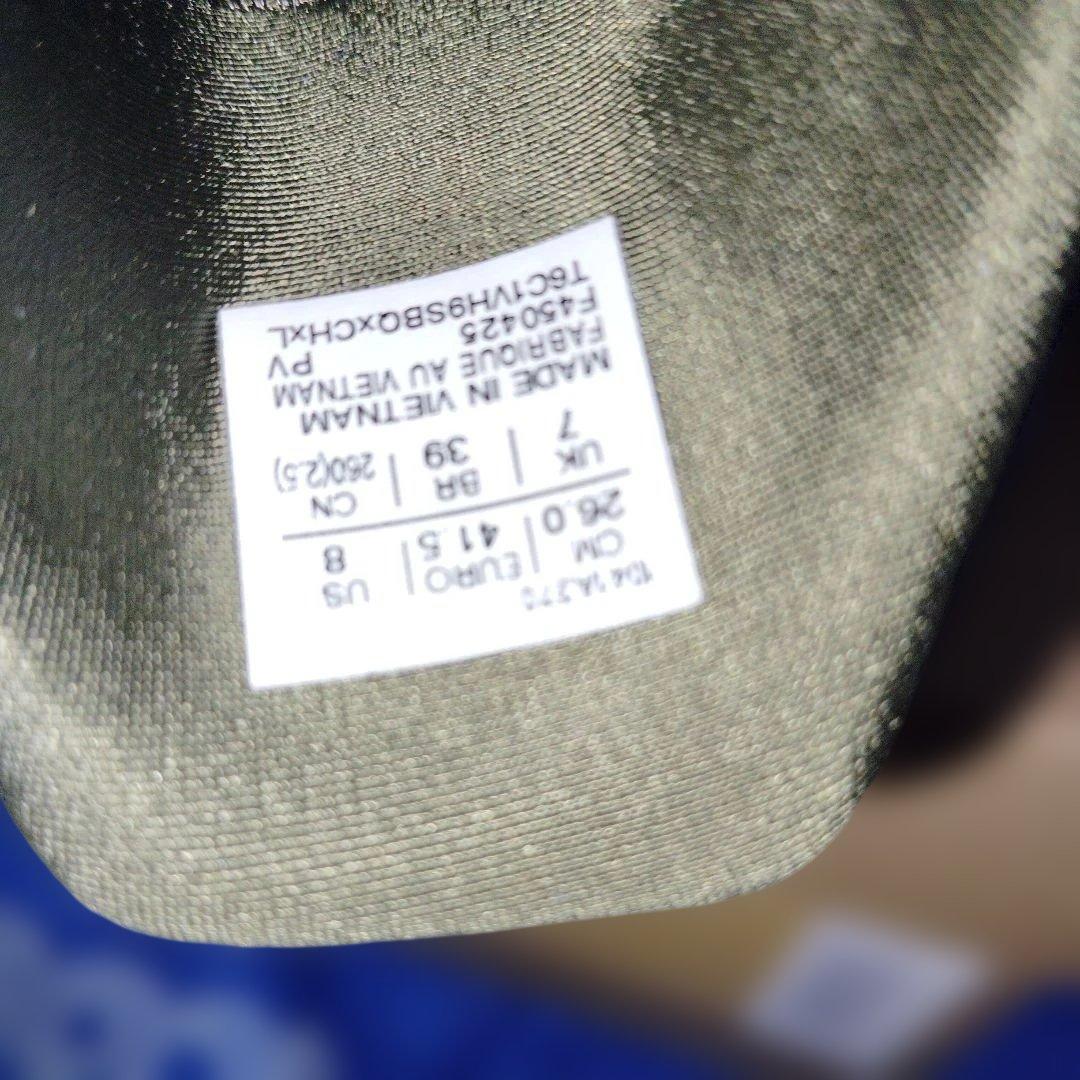 CM | EURO | US
26.0 | 41.5 | 8
UK | BR | CN
7 | 39 | 260(2.5)
MADE IN VIETNAM
FABRIQUE AU VIETNAM
F450425 PV
T6C1VH9SBQxCHxL